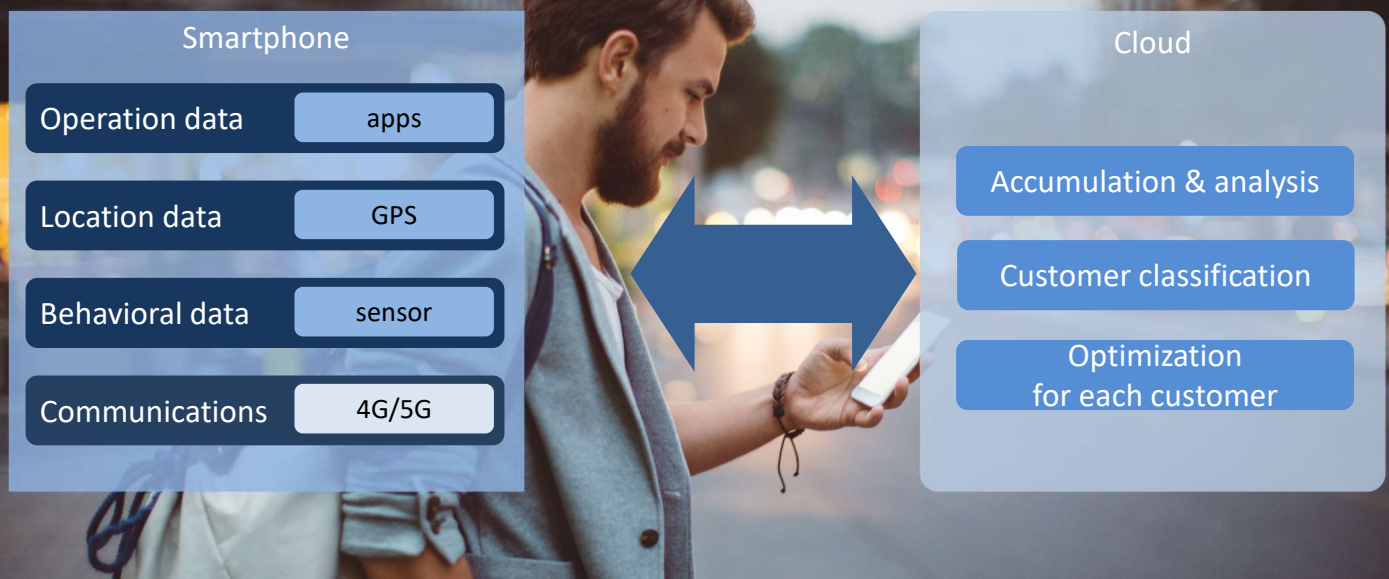 Smartphone
Operation data
apps
Location data
GPS
Behavioral data
sensor
Communications
4G/5G
Cloud
Accumulation & analysis
Customer classification
Optimization
for each customer